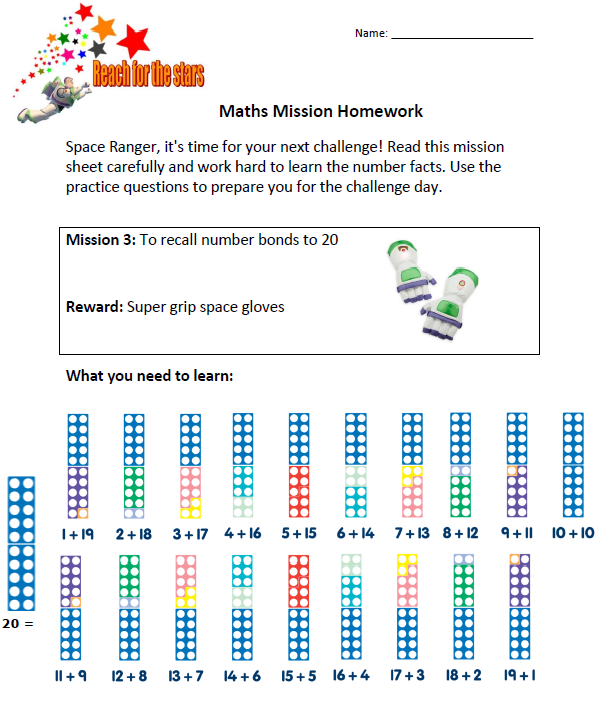 Name: ____________________
Reach for the stars
Maths Mission Homework
Space Ranger, it's time for your next challenge! Read this mission
sheet carefully and work hard to learn the number facts. Use the
practice questions to prepare you for the challenge day.
Mission 3: To recall number bonds to 20
Reward: Super grip space gloves
What you need to learn:
1 + 19 2 + 18 3 + 17 4 + 16 5 + 15 6 + 14 7 + 13 8 + 12 9 + 11 10 + 10
20 =
11 + 9 12 + 8 13 + 7 14 + 6 15 + 5 16 + 4 17 + 3 18 + 2 19 + 1